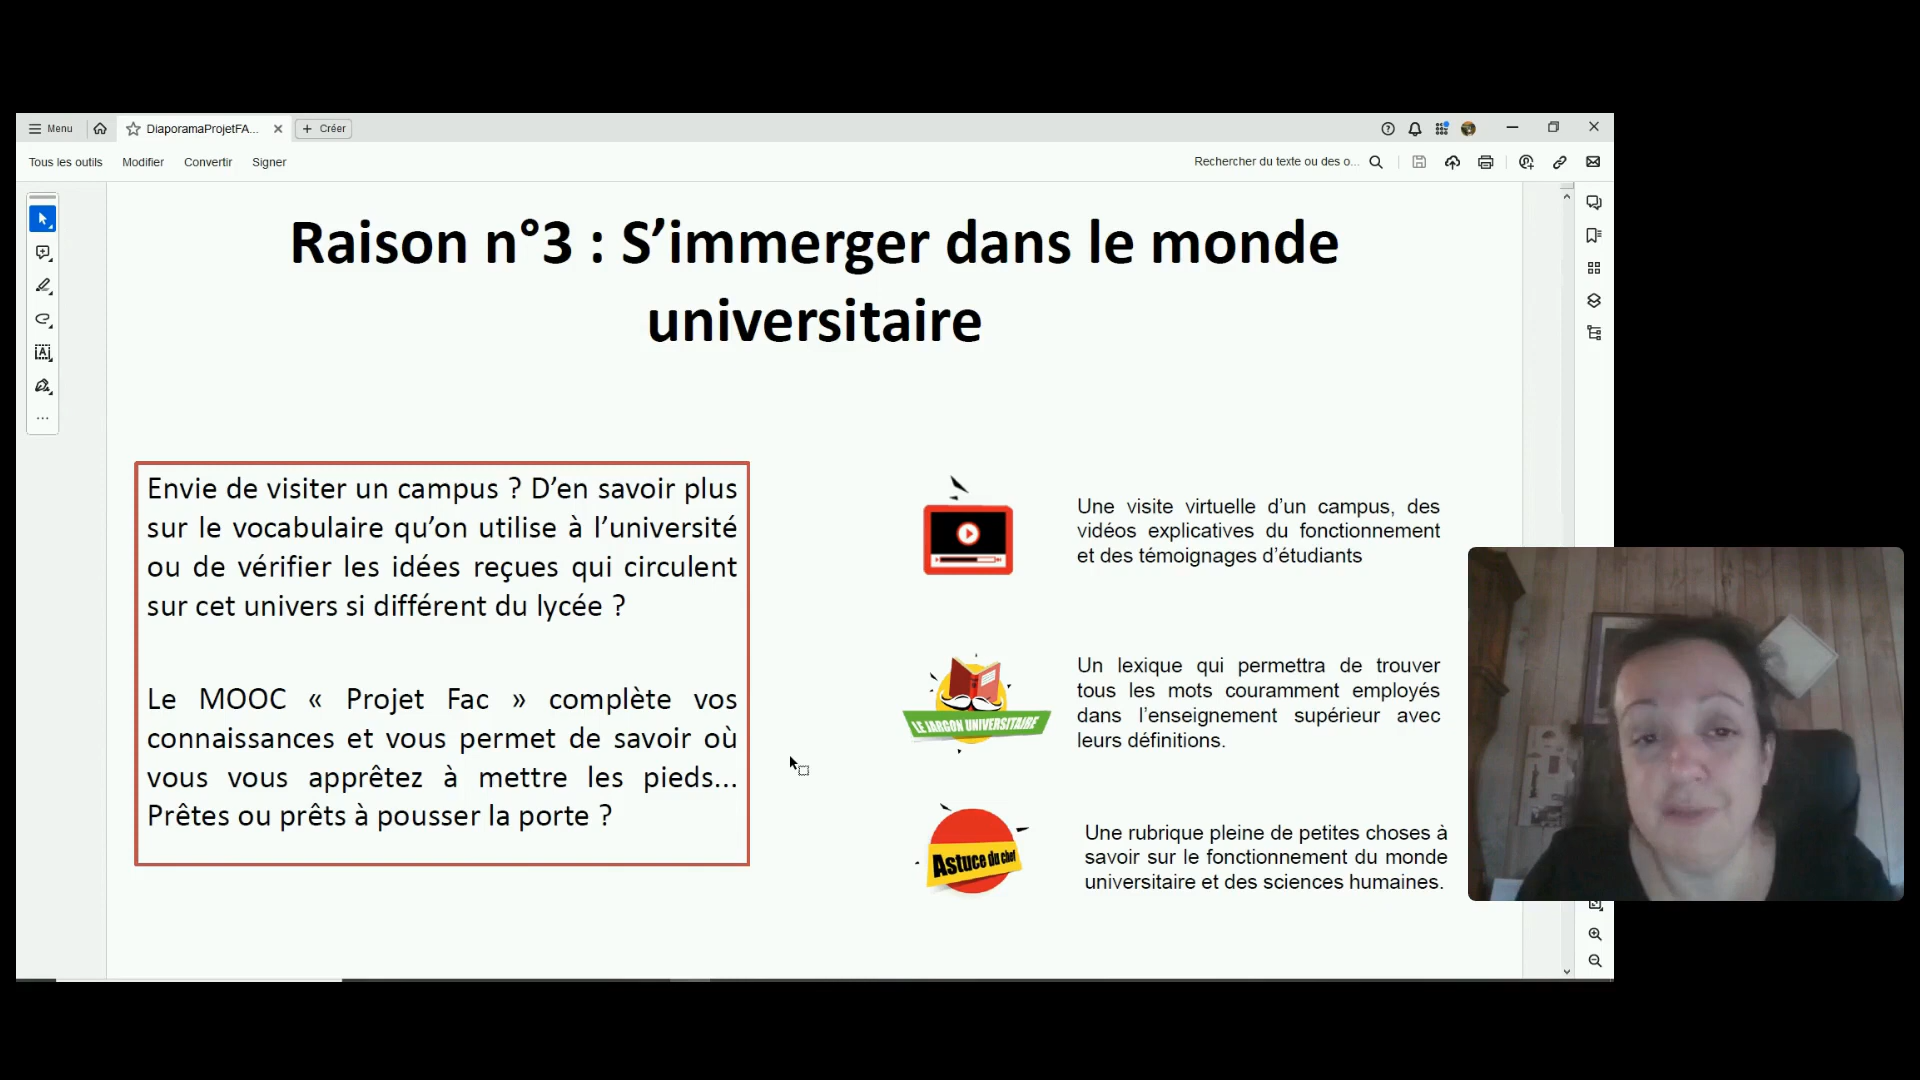 Menu
DiaporamaProjetFA...
Créer
Tous les outils
Modifier
Convertir
Signer
Rechercher du texte ou des o...
Raison n°3 : S’immerger dans le monde
universitaire
Envie de visiter un campus ? D’en savoir plus
sur le vocabulaire qu’on utilise à l’université
ou de vérifier les idées reçues qui circulent
sur cet univers si différent du lycée ?
Le MOOC « Projet Fac » complète vos
connaissances et vous permet de savoir où
vous vous apprêtez à mettre les pieds...
Prêtes ou prêts à pousser la porte ?
Une visite virtuelle d’un campus, des
vidéos explicatives du fonctionnement
et des témoignages d’étudiants
LE JARGON UNIVERSITAIRE
Un lexique qui permettra de trouver
tous les mots couramment employés
dans l’enseignement supérieur avec
leurs définitions.
Astuce du chef
Une rubrique pleine de petites choses à
savoir sur le fonctionnement du monde
universitaire et des sciences humaines.